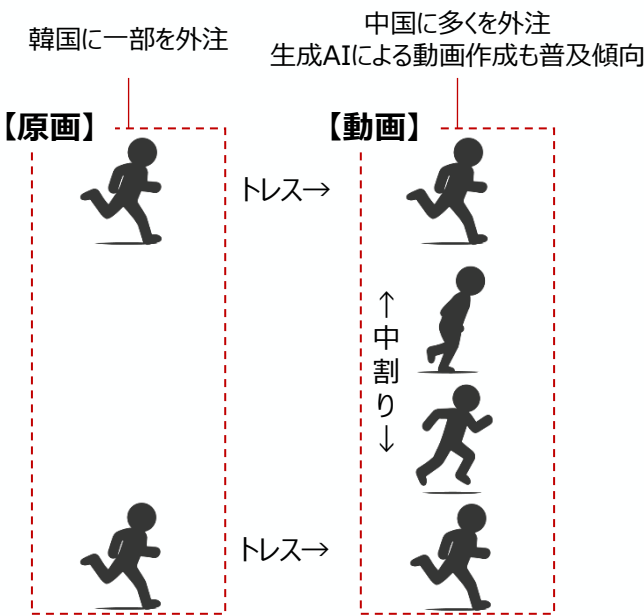 韓国に一部を外注
中国に多くを外注
生成AIによる動画作成も普及傾向
【原画】
【動画】
トレス→
←中割り→
トレス→